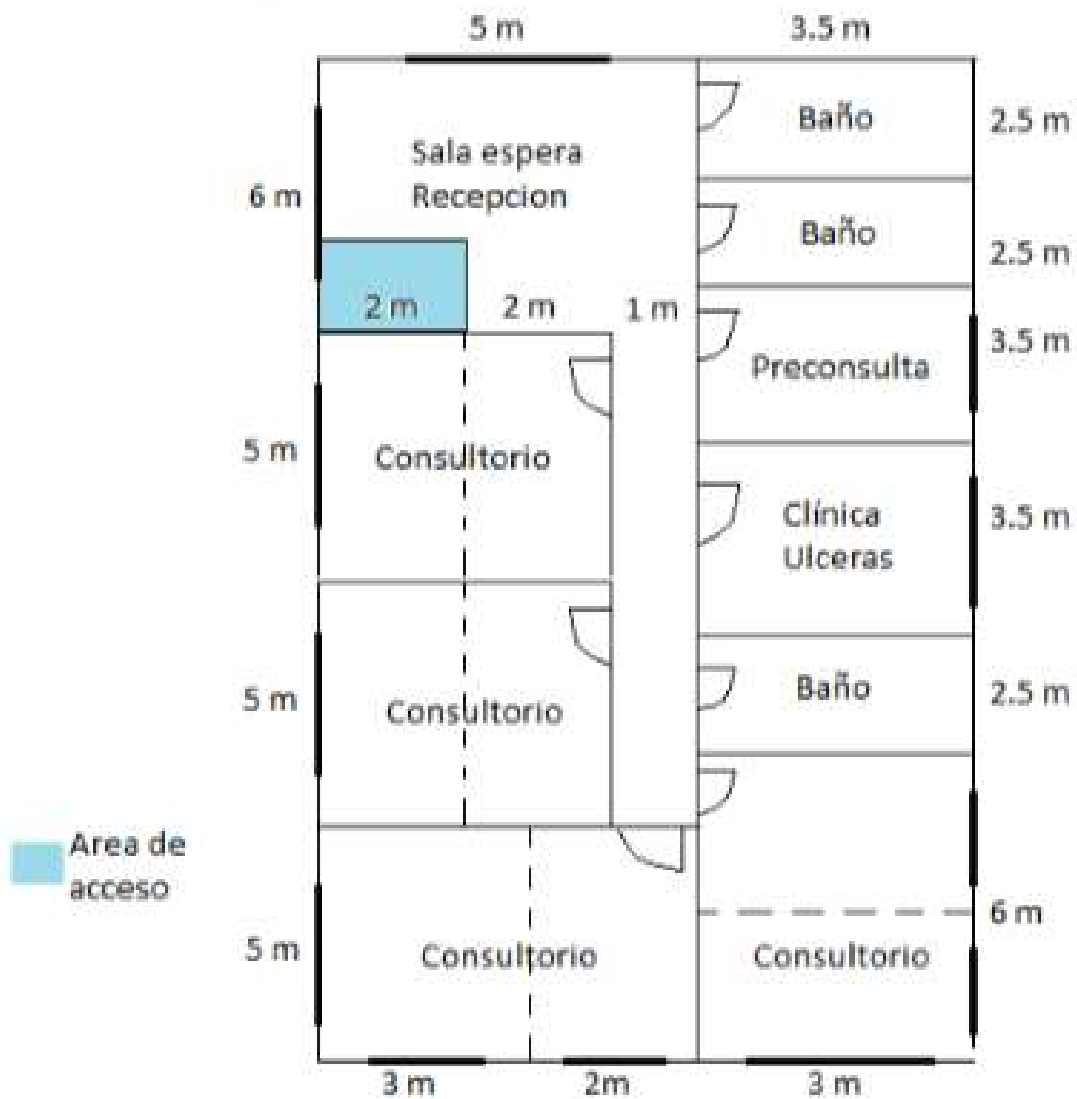 5 m
3.5 m
Baño
2.5 m
Sala espera
Recepcion
6 m
Baño
2.5 m
2 m
2 m
1 m
3.5 m
Preconsulta
5 m
Consultorio
Clínica
Ulceras
3.5 m
Baño
2.5 m
5 m
Consultorio
Area de
acceso
6 m
5 m
Consultorio
Consultorio
3 m
2m
3 m